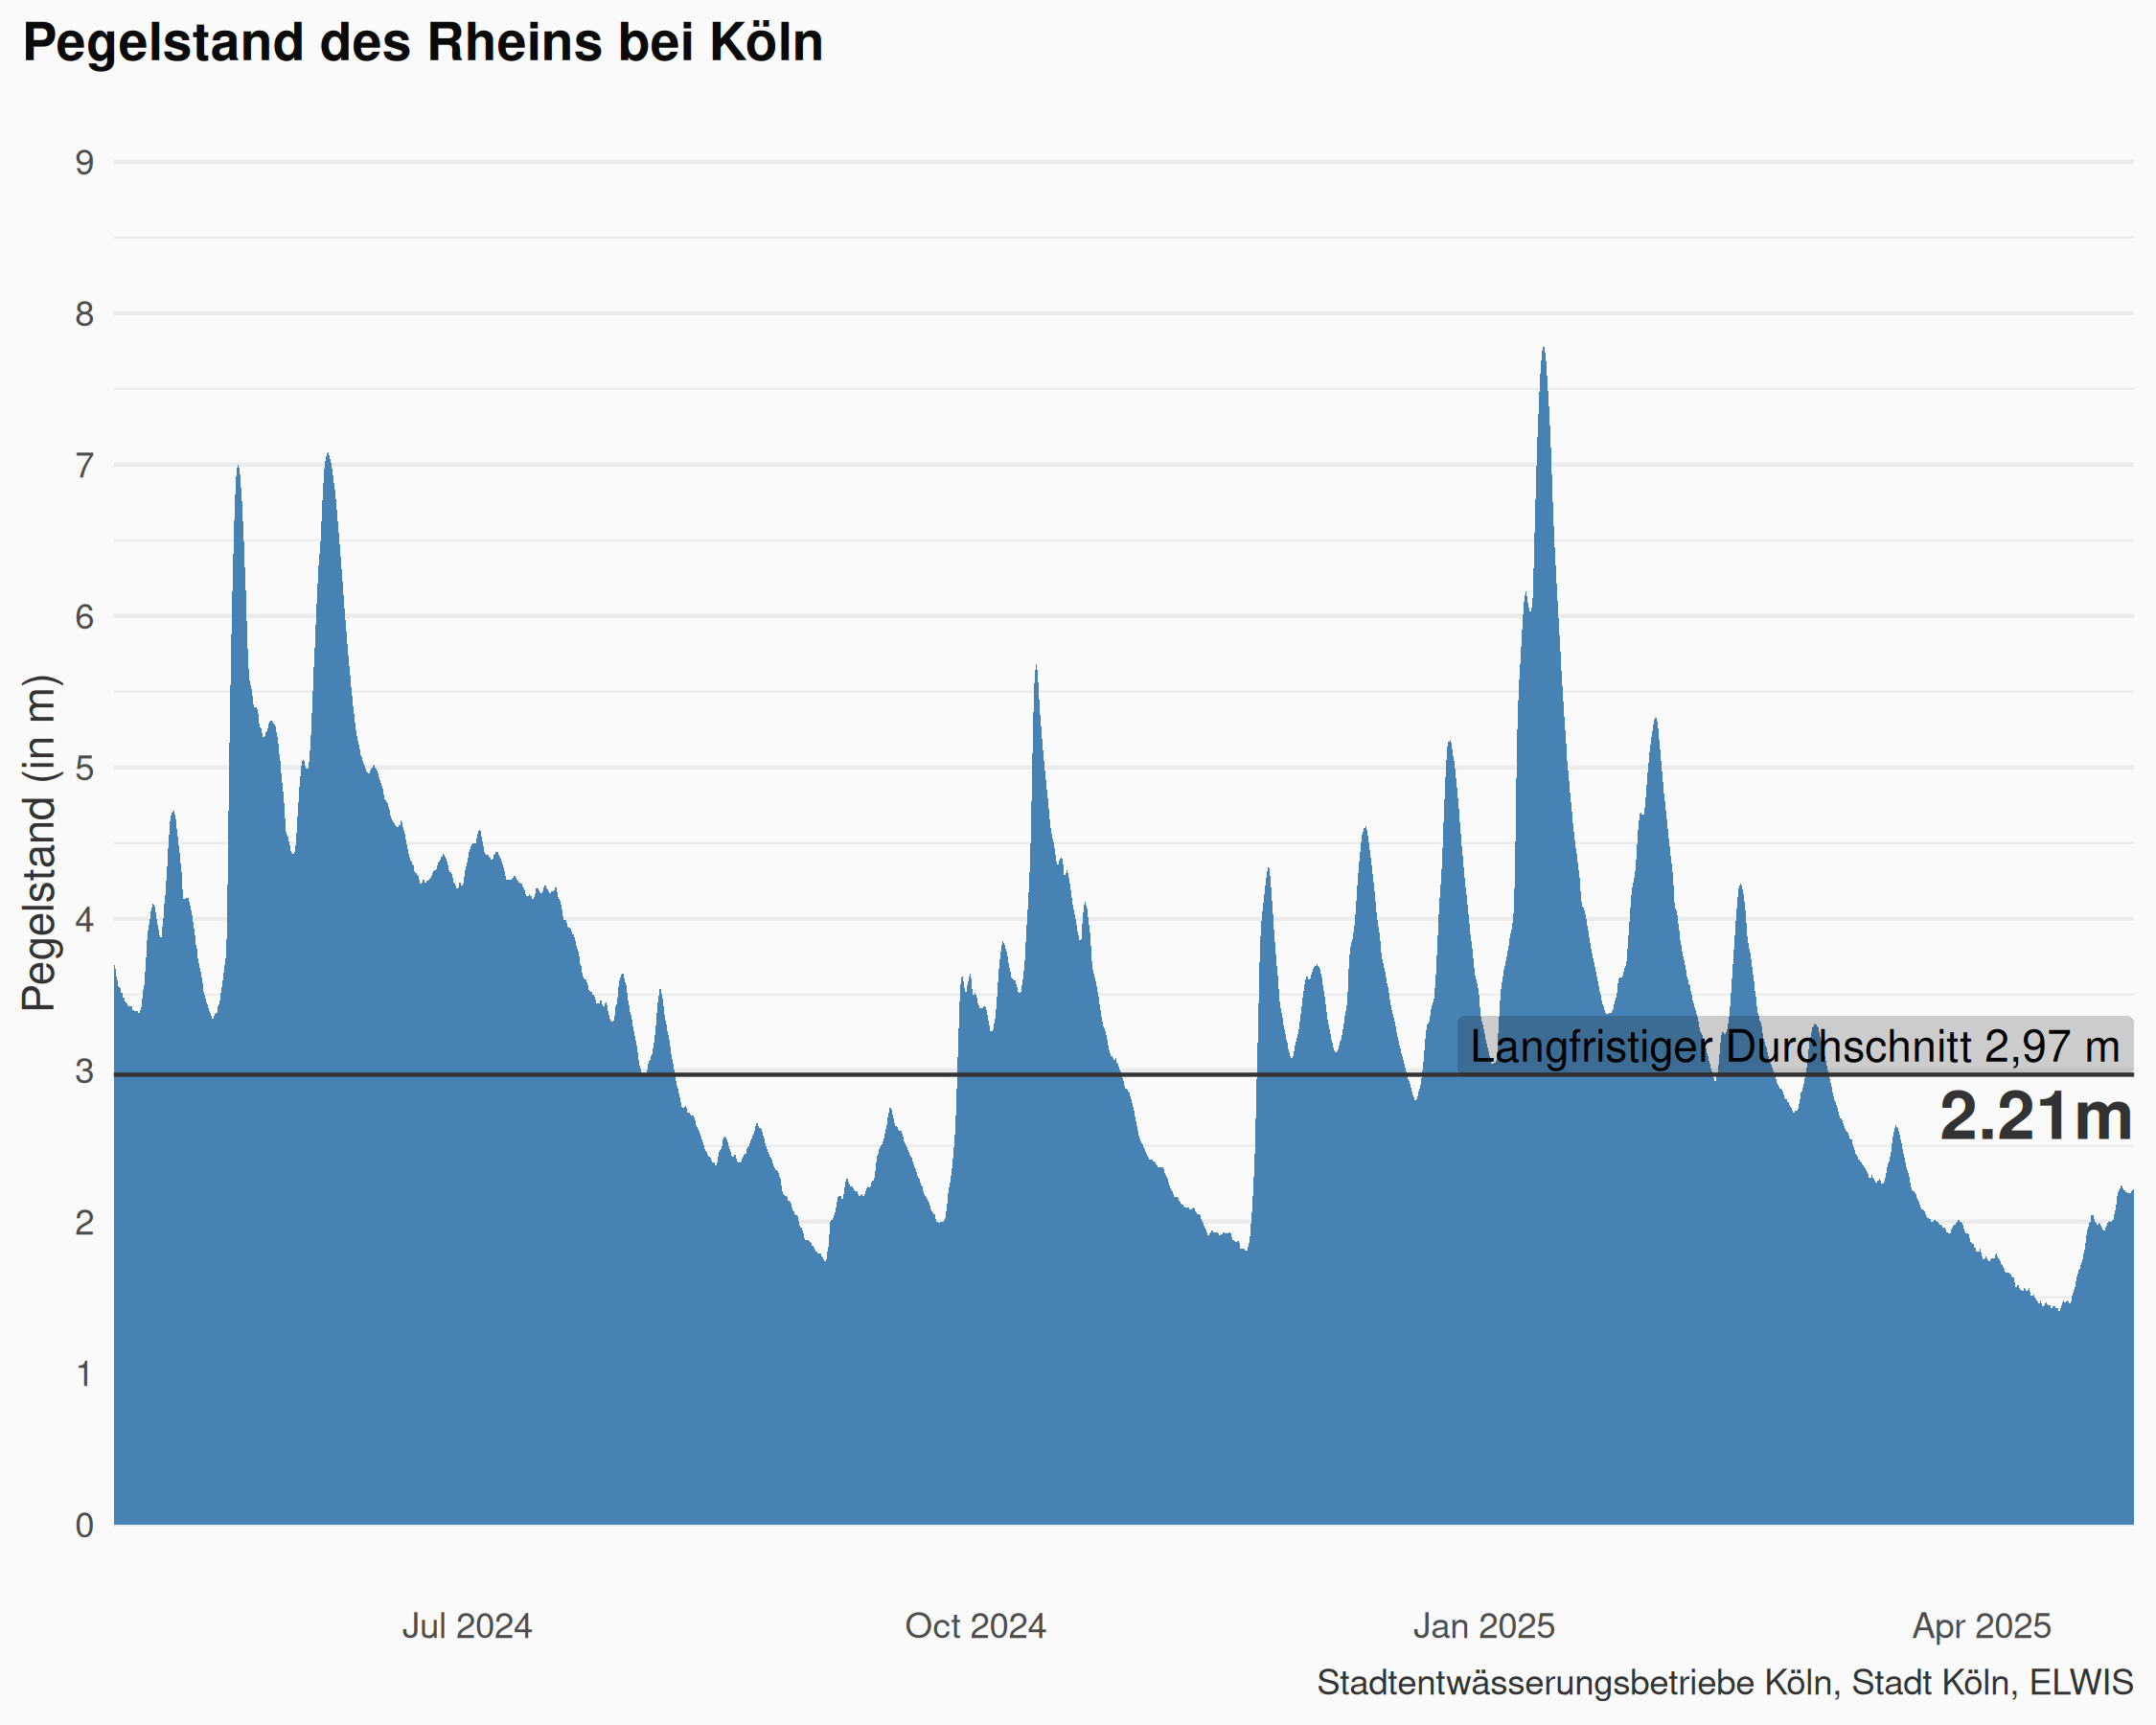 Pegelstand des Rheins bei Köln
Pegelstand (in m)
9
8
7
6
5
4
3
2
1
0
Langfristiger Durchschnitt 2,97 m
2.21m
Jul 2024
Oct 2024
Jan 2025
Apr 2025
Stadtentwässerungsbetriebe Köln, Stadt Köln, ELWIS